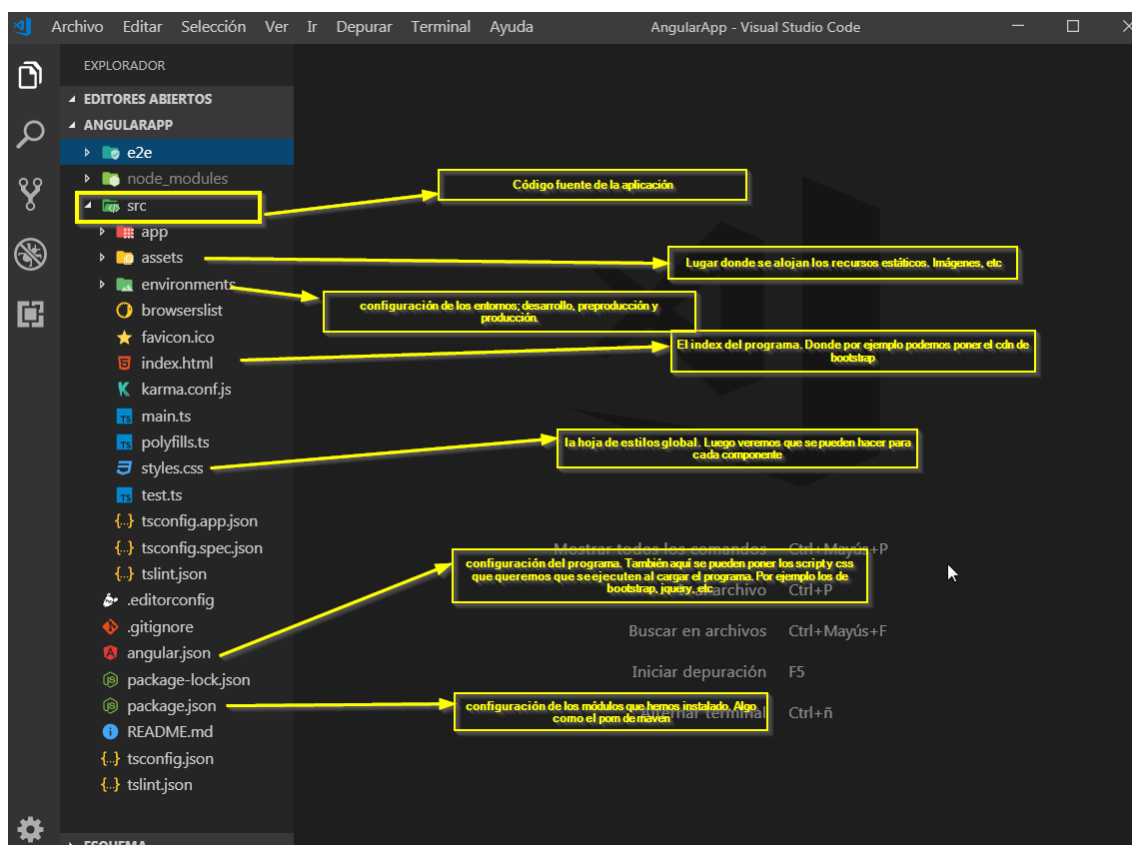 Archivo Editar Selección Ver Ir Depurar Terminal Ayuda AngularApp - Visual Studio Code
EXPLORADOR
EDITORES ABIERTOS
ANGULARAPP
e2e
node_modules
src
app
assets
environments
browserslist
favicon.ico
index.html
karma.conf.js
main.ts
polyfills.ts
styles.css
test.ts
tsconfig.app.json
tsconfig.spec.json
tslint.json
.editorconfig
.gitignore
angular.json
package-lock.json
package.json
README.md
tsconfig.json
tslint.json
ESQUEMA
Código fuente de la aplicación
Lugar donde se alojan los recursos estáticos. Imágenes, etc
configuración de los entornos; desarrollo, preproducción y
producción.
El index del programa. Donde por ejemplo podemos poner el cdn de
bootstrap
la hoja de estilos global. Luego veremos que se pueden hacer para
cada componente
Mostrar todos los comandos Ctrl+Mayús+P
configuración del programa. También aquí se pueden poner los script y css
que queremos que se ejecuten al cargar el programa. Por ejemplo los de
bootstrap, jquery, etc
archivo Ctrl+P
Buscar en archivos Ctrl+Mayús+F
Iniciar depuración F5
configuración de los módulos que hemos instalado. Algo
como el pom de maven
Alternar terminal Ctrl+ñ